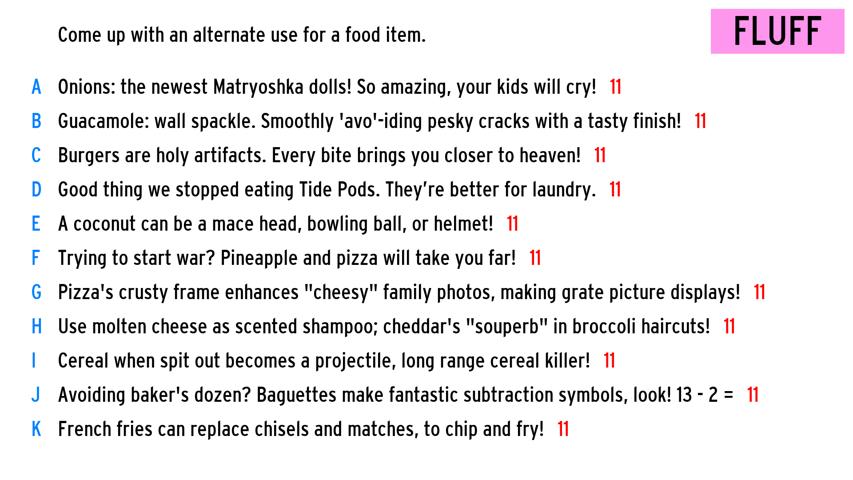 Come up with an alternate use for a food item.
FLUFF
A Onions: the newest Matryoshka dolls! So amazing, your kids will cry! 11
B Guacamole: wall spackle. Smoothly 'avo'-iding pesky cracks with a tasty finish! 11
C Burgers are holy artifacts. Every bite brings you closer to heaven! 11
D Good thing we stopped eating Tide Pods. They’re better for laundry. 11
E A coconut can be a mace head, bowling ball, or helmet! 11
F Trying to start war? Pineapple and pizza will take you far! 11
G Pizza's crusty frame enhances "cheesy" family photos, making grate picture displays! 11
H Use molten cheese as scented shampoo; cheddar's "souperb" in broccoli haircuts! 11
I Cereal when spit out becomes a projectile, long range cereal killer! 11
J Avoiding baker's dozen? Baguettes make fantastic subtraction symbols, look! 13 - 2 = 11
K French fries can replace chisels and matches, to chip and fry! 11